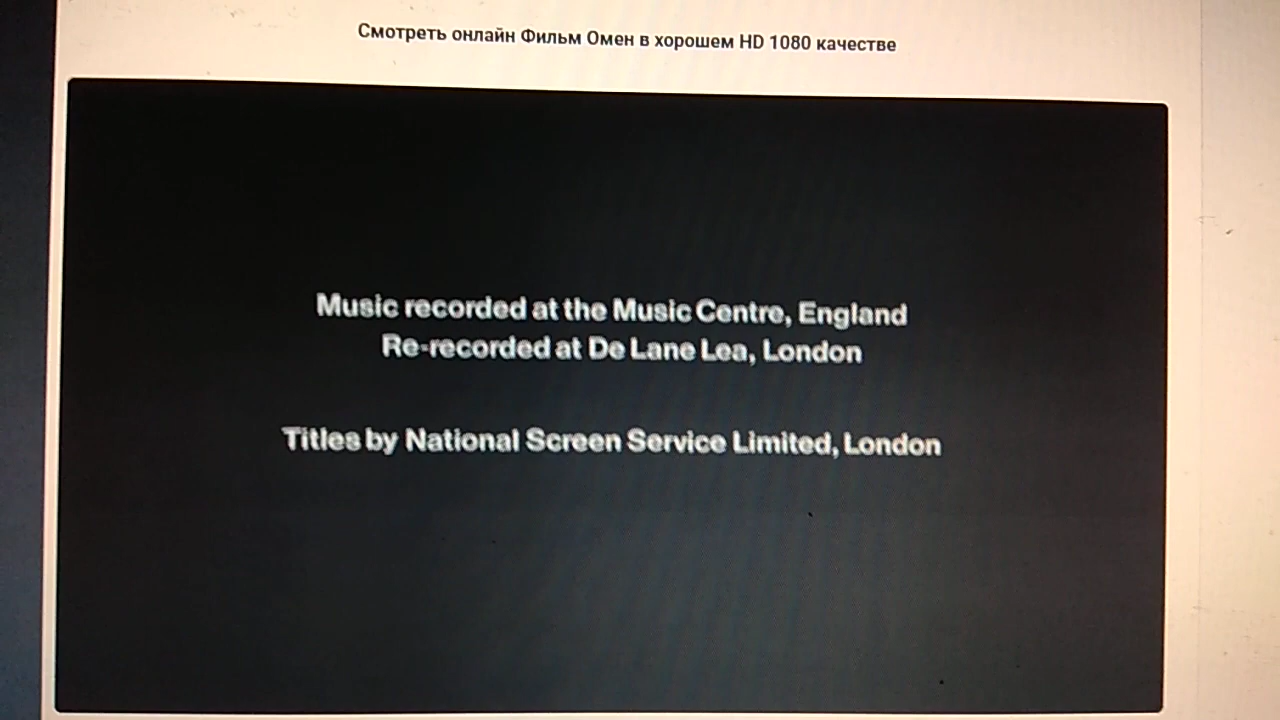 Смотреть онлайн Фильм Омен в хорошем HD 1080 качестве
Music recorded at the Music Centre, England
Re-recorded at De Lane Lea, London
Titles by National Screen Service Limited, London